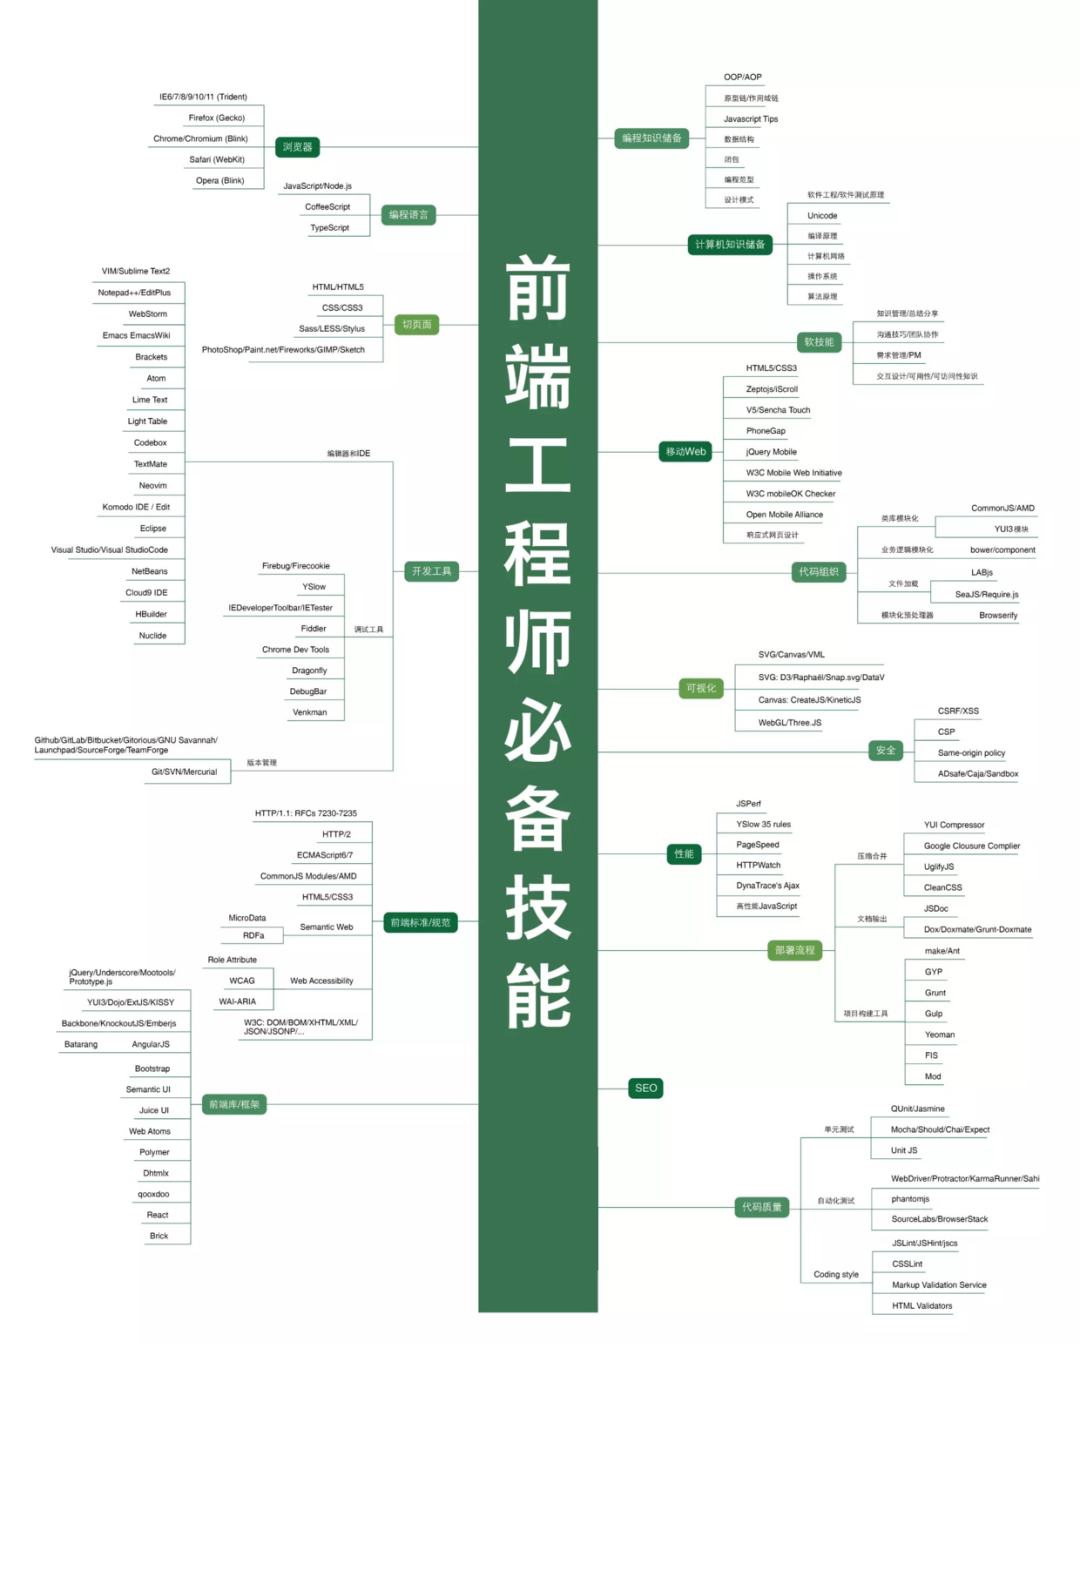 前端工程师必备技能
IE6/7/8/9/10/11 (Trident)
Firefox (Gecko)
Chrome/Chromium (Blink)
Safari (WebKit)
Opera (Blink)
浏览器
JavaScript/Node.js
CoffeeScript
TypeScript
编程语言
HTML/HTML5
CSS/CSS3
Sass/LESS/Stylus
PhotoShop/Paint.net/Fireworks/GIMP/Sketch
切页面
VIM/Sublime Text2
Notepad++/EditPlus
WebStorm
Emacs EmacsWiki
Brackets
Atom
Lime Text
Light Table
Codebox
TextMate
Neovim
Komodo IDE / Edit
Eclipse
Visual Studio/Visual StudioCode
NetBeans
Cloud9 IDE
HBuilder
Nuclide
编辑器和IDE
Firebug/Firecookie
YSlow
IEDeveloperToolbar/IETester
Fiddler
Chrome Dev Tools
Dragonfly
DebugBar
Venkman
调试工具
Github/GitLab/Bitbucket/Gitorious/GNU Savannah/
Launchpad/SourceForge/TeamForge
Git/SVN/Mercurial
版本管理
开发工具
HTTP/1.1: RFCs 7230-7235
HTTP/2
ECMAScript6/7
CommonJS Modules/AMD
HTML5/CSS3
MicroData
RDFa
Semantic Web
Role Attribute
WCAG
WAI-ARIA
Web Accessibility
W3C: DOM/BOM/XHTML/XML/
JSON/JSONP/...
前端标准/规范
jQuery/Underscore/Mootools/
Prototype.js
YUI3/Dojo/ExtJS/KISSY
Backbone/KnockoutJS/Emberjs
Batarang
AngularJS
Bootstrap
Semantic UI
Juice UI
Web Atoms
Polymer
Dhtmlx
qooxdoo
React
Brick
前端库/框架
编程知识储备
OOP/AOP
原型链/作用域链
Javascript Tips
数据结构
闭包
编程范型
设计模式
计算机知识储备
软件工程/软件测试原理
Unicode
编译原理
计算机网络
操作系统
算法原理
软技能
知识管理/总结分享
沟通技巧/团队协作
需求管理/PM
交互设计/可用性/可访问性知识
移动Web
HTML5/CSS3
Zeptojs/iScroll
V5/Sencha Touch
PhoneGap
jQuery Mobile
W3C Mobile Web Initiative
W3C mobileOK Checker
Open Mobile Alliance
响应式网页设计
代码组织
类库模块化
CommonJS/AMD
YUI3模块
业务逻辑模块化
bower/component
文件加载
LABjs
SeaJS/Require.js
模块化预处理器
Browserify
可视化
SVG/Canvas/VML
SVG: D3/Raphaël/Snap.svg/DataV
Canvas: CreateJS/KineticJS
WebGL/Three.JS
安全
CSRF/XSS
CSP
Same-origin policy
ADsafe/Caja/Sandbox
性能
JSPerf
YSlow 35 rules
PageSpeed
HTTPWatch
DynaTrace's Ajax
高性能JavaScript
部署流程
压缩合并
YUI Compressor
Google Clousure Complier
UglifyJS
CleanCSS
文档输出
JSDoc
Dox/Doxmate/Grunt-Doxmate
项目构建工具
make/Ant
GYP
Grunt
Gulp
Yeoman
FIS
Mod
SEO
代码质量
单元测试
QUnit/Jasmine
Mocha/Should/Chai/Expect
Unit JS
自动化测试
WebDriver/Protractor/KarmaRunner/Sahi
phantomjs
SourceLabs/BrowserStack
Coding style
JSLint/JSHint/jscs
CSSLint
Markup Validation Service
HTML Validators